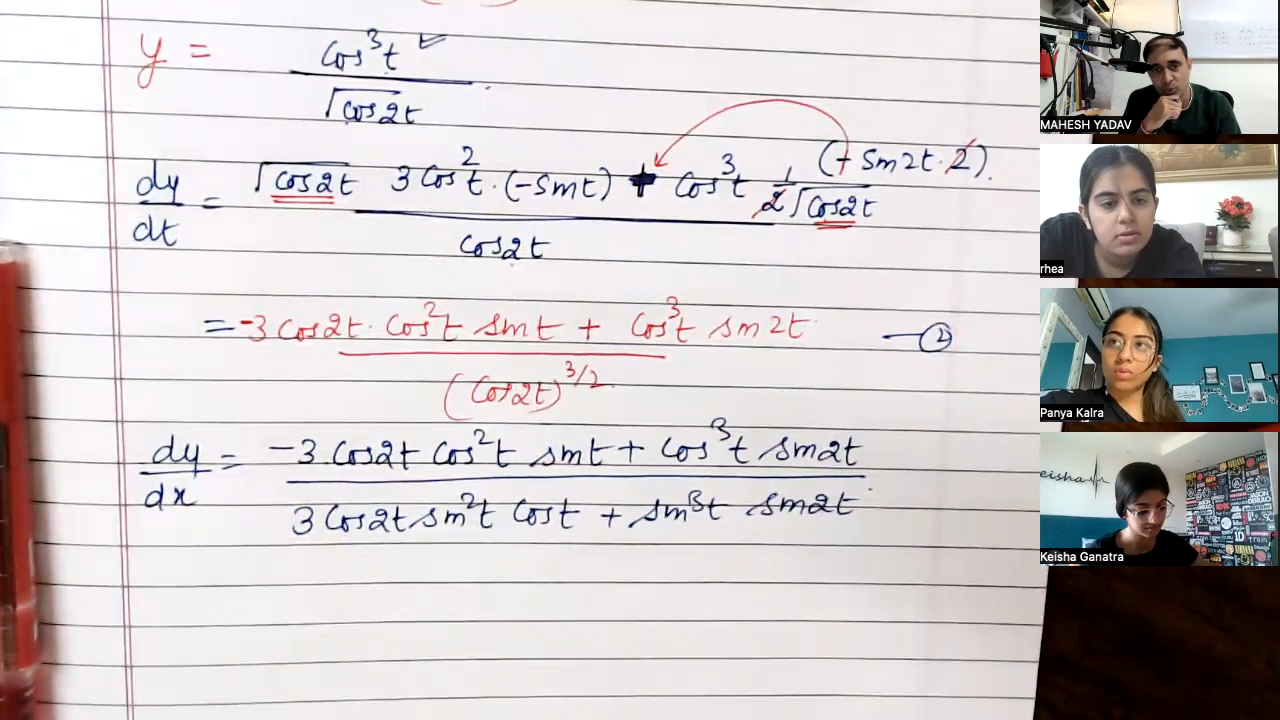 y = cos³t / √cos2t
dy/dt = √cos2t 3cos²t·(-sint) + cos³t 1/2√cos2t (+sin2t·2). / cos2t
= -3cos2t·cos²t sint + cos³t sin2t / (cos2t)^3/2 —②
dy/dx = -3cos2t cos²t sint + cos³t sin2t / 3cos2t sin²t cost + sin³t sin2t
MAHESH YADAV
rhea
Panya Kalra
eisha
Keisha Ganatra